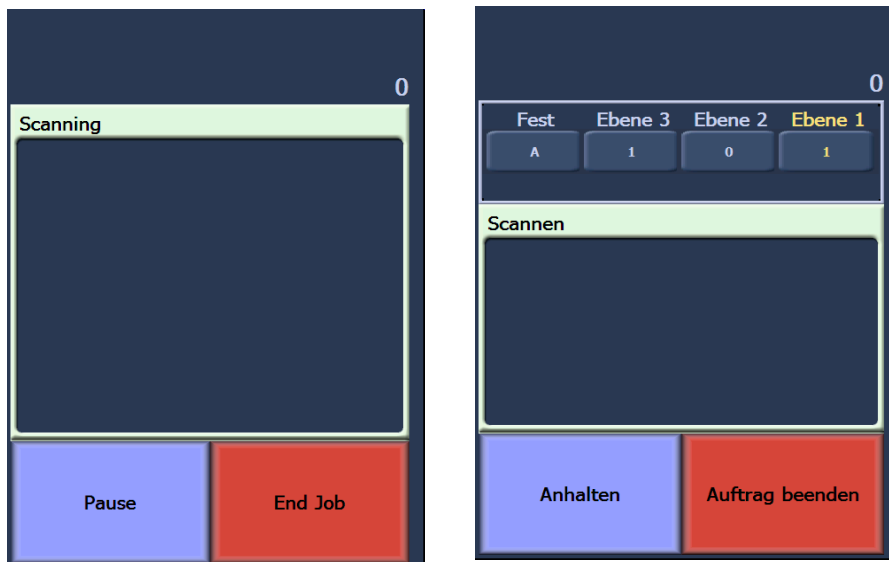 0
Scanning
Pause End Job
0
Fest Ebene 3 Ebene 2 Ebene 1
A 1 0 1
Scannen
Anhalten Auftrag beenden